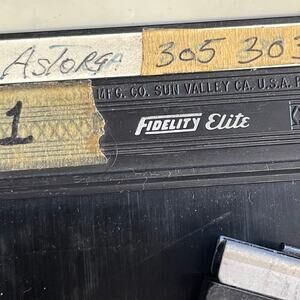 ASTORGA 305 303
MFG. CO. SUN VALLEY CA. U.S.A.
1
FIDELITY Elite